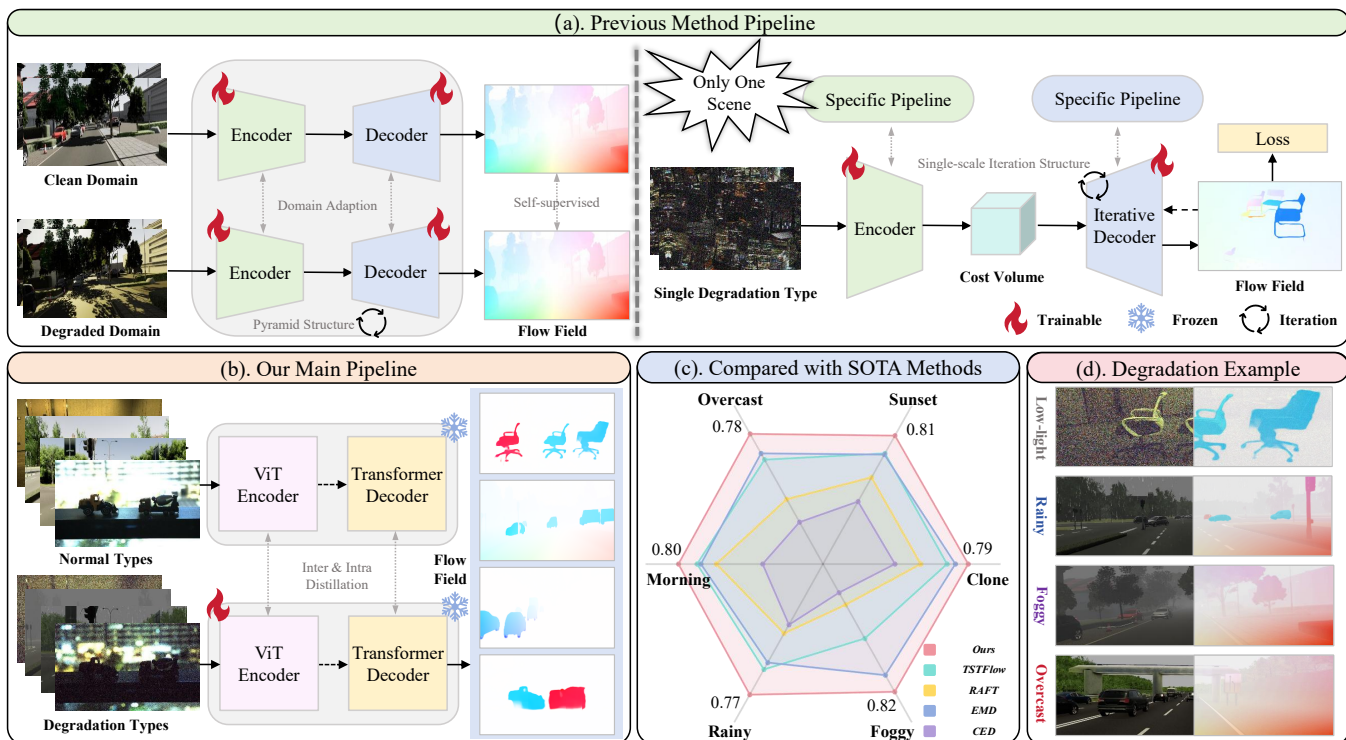 (a). Previous Method Pipeline
Clean Domain
Degraded Domain
Encoder
Decoder
Domain Adaption
Encoder
Decoder
Pyramid Structure
Self-supervised
Flow Field
Only One
Scene
Specific Pipeline
Specific Pipeline
Single-scale Iteration Structure
Loss
Single Degradation Type
Encoder
Cost Volume
Iterative
Decoder
Flow Field
Trainable
Frozen
Iteration
(b). Our Main Pipeline
Normal Types
Degradation Types
ViT
Encoder
Transformer
Decoder
Inter & Intra
Distillation
Flow
Field
ViT
Encoder
Transformer
Decoder
(c). Compared with SOTA Methods
Overcast
0.78
Sunset
0.81
0.80
Morning
0.79
Clone
0.77
Rainy
0.82
Foggy
Ours
TSTFlow
RAFT
EMD
CED
(d). Degradation Example
Low-light
Rainy
Foggy
Overcast